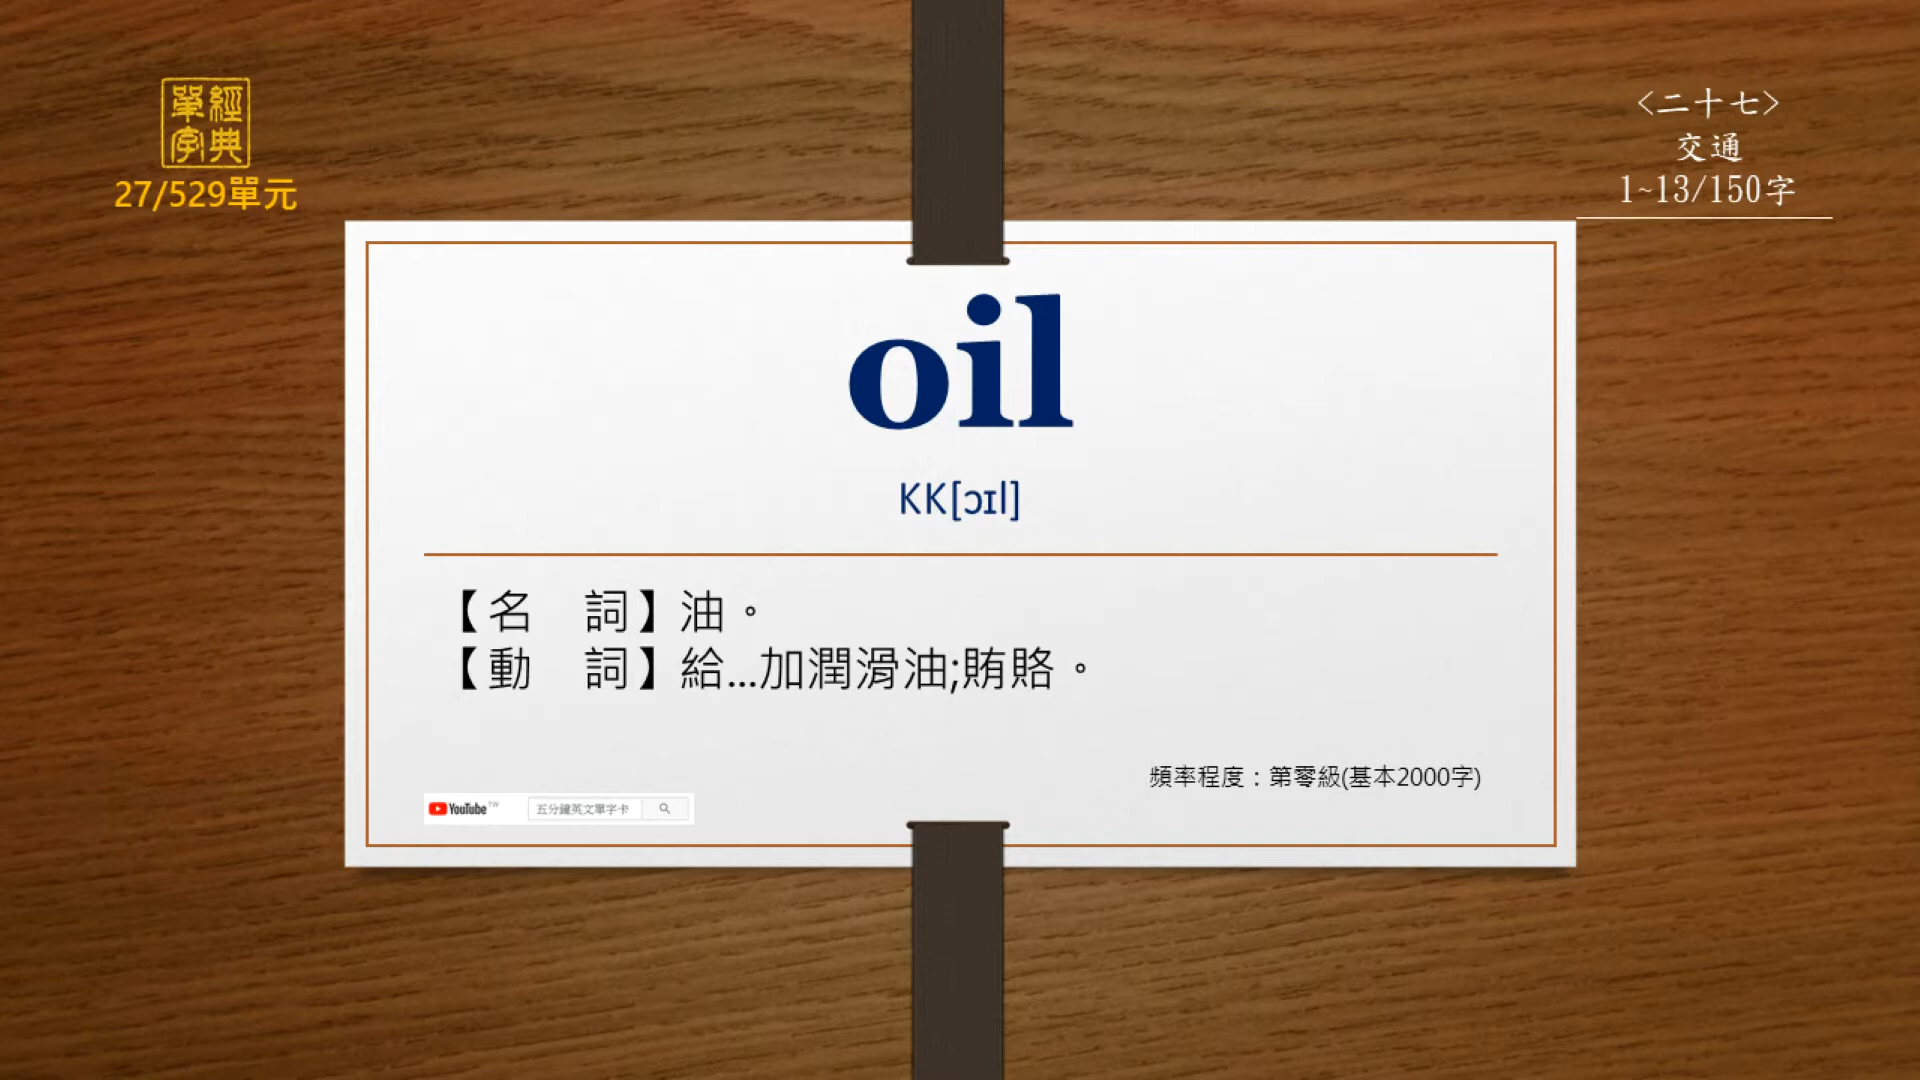 經典
單字
27/529單元
<二十七>
交通
1~13/150字
oil
KK[ɔɪl]
【名　詞】油。
【動　詞】給...加潤滑油;賄賂。
頻率程度：第零級(基本2000字)
YouTube TW
五分鐘英文單字卡